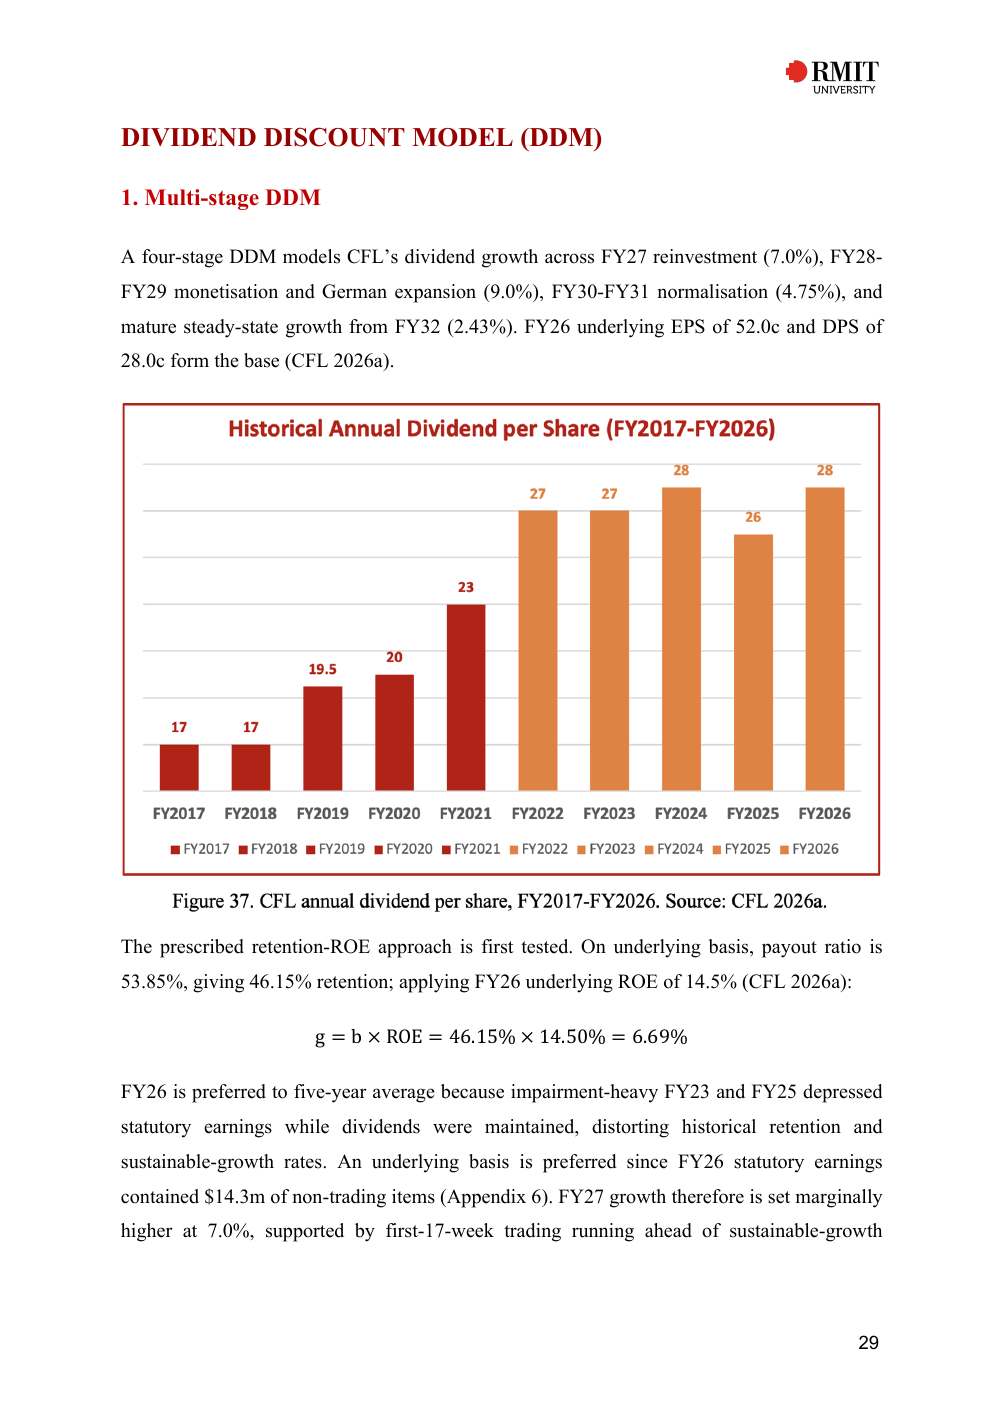 RMIT
UNIVERSITY
DIVIDEND DISCOUNT MODEL (DDM)
1. Multi-stage DDM
A four-stage DDM models CFL’s dividend growth across FY27 reinvestment (7.0%), FY28-
FY29 monetisation and German expansion (9.0%), FY30-FY31 normalisation (4.75%), and
mature steady-state growth from FY32 (2.43%). FY26 underlying EPS of 52.0c and DPS of
28.0c form the base (CFL 2026a).
Historical Annual Dividend per Share (FY2017-FY2026)
17 17 19.5 20 23 27 27 28 26 28
FY2017 FY2018 FY2019 FY2020 FY2021 FY2022 FY2023 FY2024 FY2025 FY2026
FY2017 FY2018 FY2019 FY2020 FY2021 FY2022 FY2023 FY2024 FY2025 FY2026
Figure 37. CFL annual dividend per share, FY2017-FY2026. Source: CFL 2026a.
The prescribed retention-ROE approach is first tested. On underlying basis, payout ratio is
53.85%, giving 46.15% retention; applying FY26 underlying ROE of 14.5% (CFL 2026a):
g = b × ROE = 46.15% × 14.50% = 6.69%
FY26 is preferred to five-year average because impairment-heavy FY23 and FY25 depressed
statutory earnings while dividends were maintained, distorting historical retention and
sustainable-growth rates. An underlying basis is preferred since FY26 statutory earnings
contained $14.3m of non-trading items (Appendix 6). FY27 growth therefore is set marginally
higher at 7.0%, supported by first-17-week trading running ahead of sustainable-growth
29